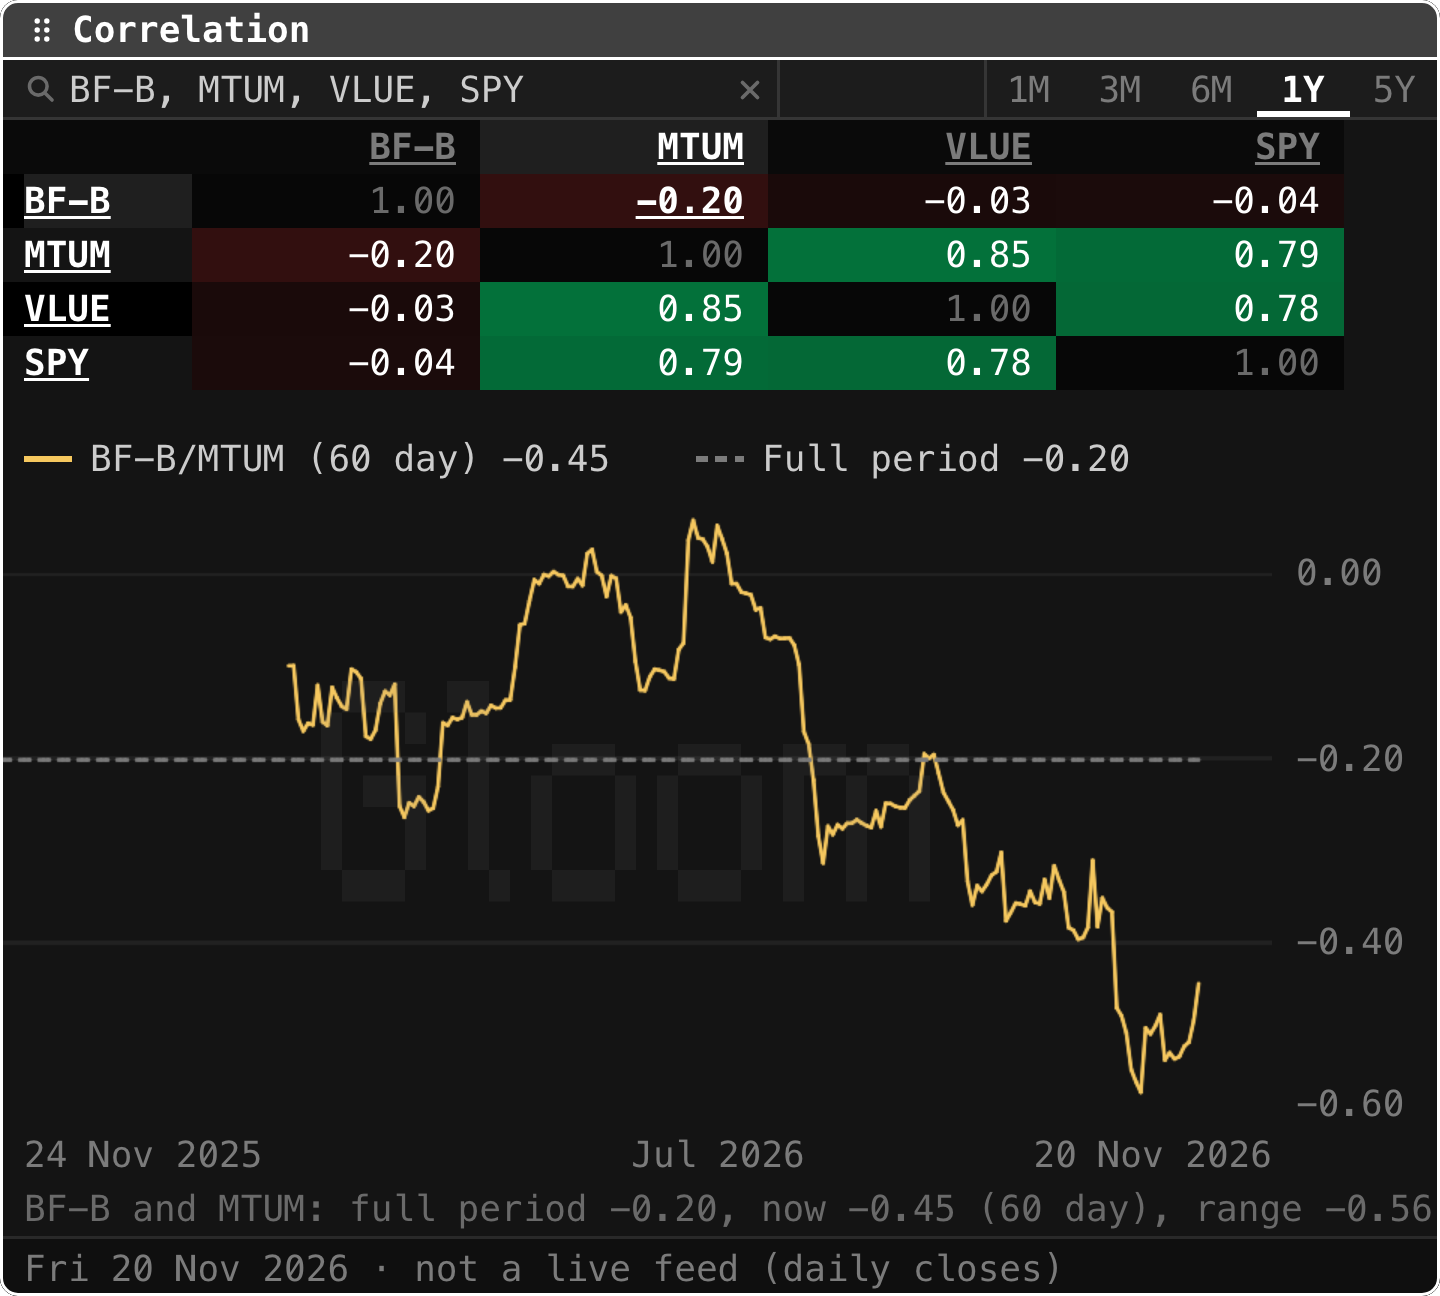 Correlation
BF−B, MTUM, VLUE, SPY × 1M 3M 6M 1Y 5Y
BF−B MTUM VLUE SPY
BF−B 1.00 −0.20 −0.03 −0.04
MTUM −0.20 1.00 0.85 0.79
VLUE −0.03 0.85 1.00 0.78
SPY −0.04 0.79 0.78 1.00
BF−B/MTUM (60 day) −0.45 Full period −0.20
0.00
−0.20
Gloom
−0.40
−0.60
24 Nov 2025 Jul 2026 20 Nov 2026
BF−B and MTUM: full period −0.20, now −0.45 (60 day), range −0.56
Fri 20 Nov 2026 · not a live feed (daily closes)